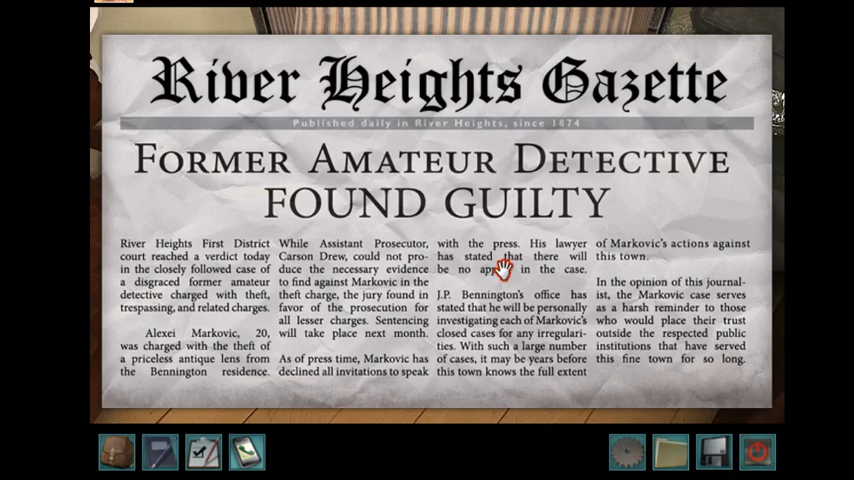 River Heights Gazette
Published daily in River Heights, since 1874
FORMER AMATEUR DETECTIVE
FOUND GUILTY
River Heights First District
court reached a verdict today
in the closely followed case of
a disgraced former amateur
detective charged with theft,
trespassing, and related charges.
Alexei Markovic, 20,
was charged with the theft of
a priceless antique lens from
the Bennington residence.
While Assistant Prosecutor,
Carson Drew, could not pro-
duce the necessary evidence
to find against Markovic in the
theft charge, the jury found in
favor of the prosecution for
all lesser charges. Sentencing
will take place next month.
As of press time, Markovic has
declined all invitations to speak
with the press. His lawyer
has stated that there will
be no in the case.
J.P. Bennington's office has
stated that he will be personally
investigating each of Markovic's
closed cases for any irregulari-
ties. With such a large number
of cases, it may be years before
this town knows the full extent
of Markovic's actions against
this town.
In the opinion of this journal-
ist, the Markovic case serves
as a harsh reminder to those
who would place their trust
outside the respected public
institutions that have served
this fine town for so long.